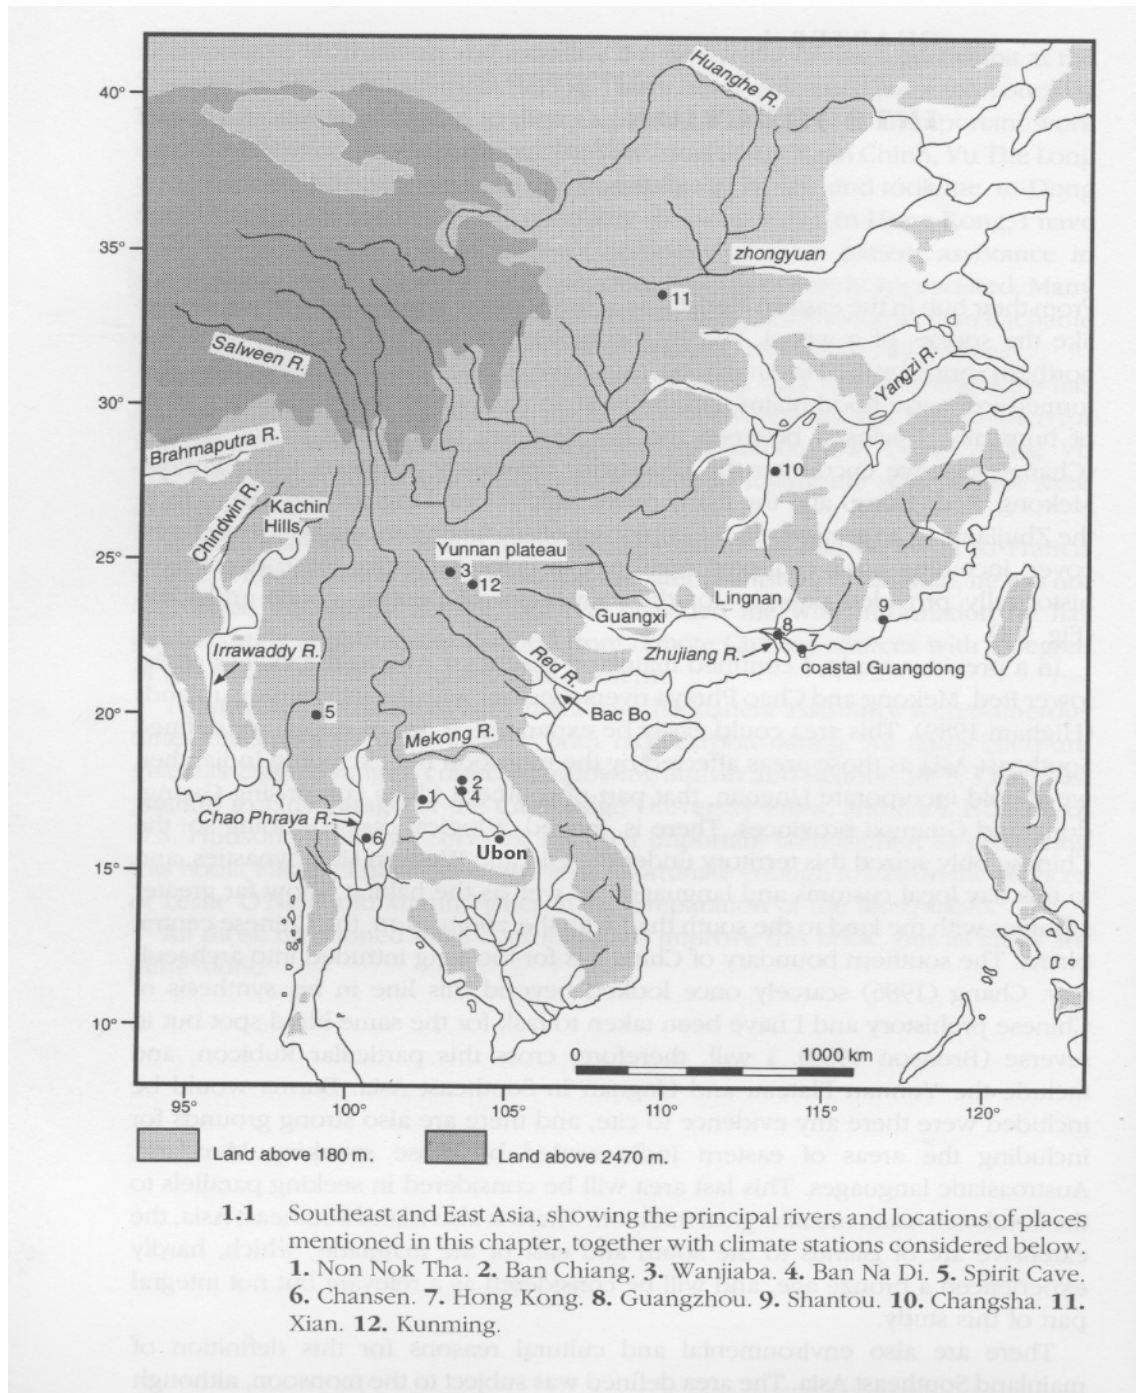 40°
35°
30°
25°
20°
15°
10°
Huanghe R.
zhongyuan
11
Salween R.
Yangzi R.
Brahmaputra R.
10
Chindwin R.
Kachin
Hills
Yunnan plateau
3
12
Lingnan
9
Guangxi
8
7
Zhujiang R.
coastal Guangdong
Irrawaddy R.
Red R.
Bac Bo
5
Mekong R.
2
1
4
Chao Phraya R.
6
Ubon
0
1000 km
95°
100°
105°
110°
115°
120°
Land above 180 m.
Land above 2470 m.
1.1 Southeast and East Asia, showing the principal rivers and locations of places
mentioned in this chapter, together with climate stations considered below.
1. Non Nok Tha. 2. Ban Chiang. 3. Wanjiaba. 4. Ban Na Di. 5. Spirit Cave.
6. Chansen. 7. Hong Kong. 8. Guangzhou. 9. Shantou. 10. Changsha. 11.
Xian. 12. Kunming.